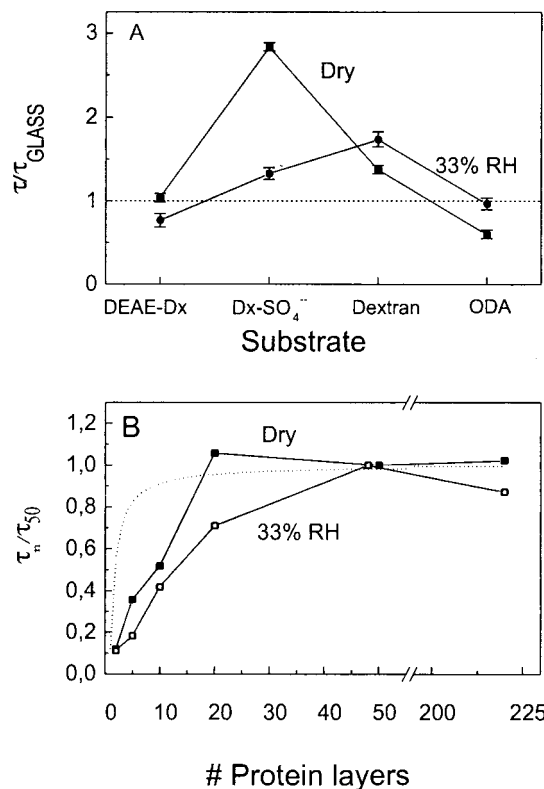 A
3
Dry
2
τ/τGLASS
33% RH
1
0
DEAE-Dx Dx-SO4-- Dextran ODA
Substrate
1,2
B
Dry
1,0
0,8
τn/τ50
33% RH
0,6
0,4
0,2
0,0
0 10 20 30 40 50 200 225
# Protein layers